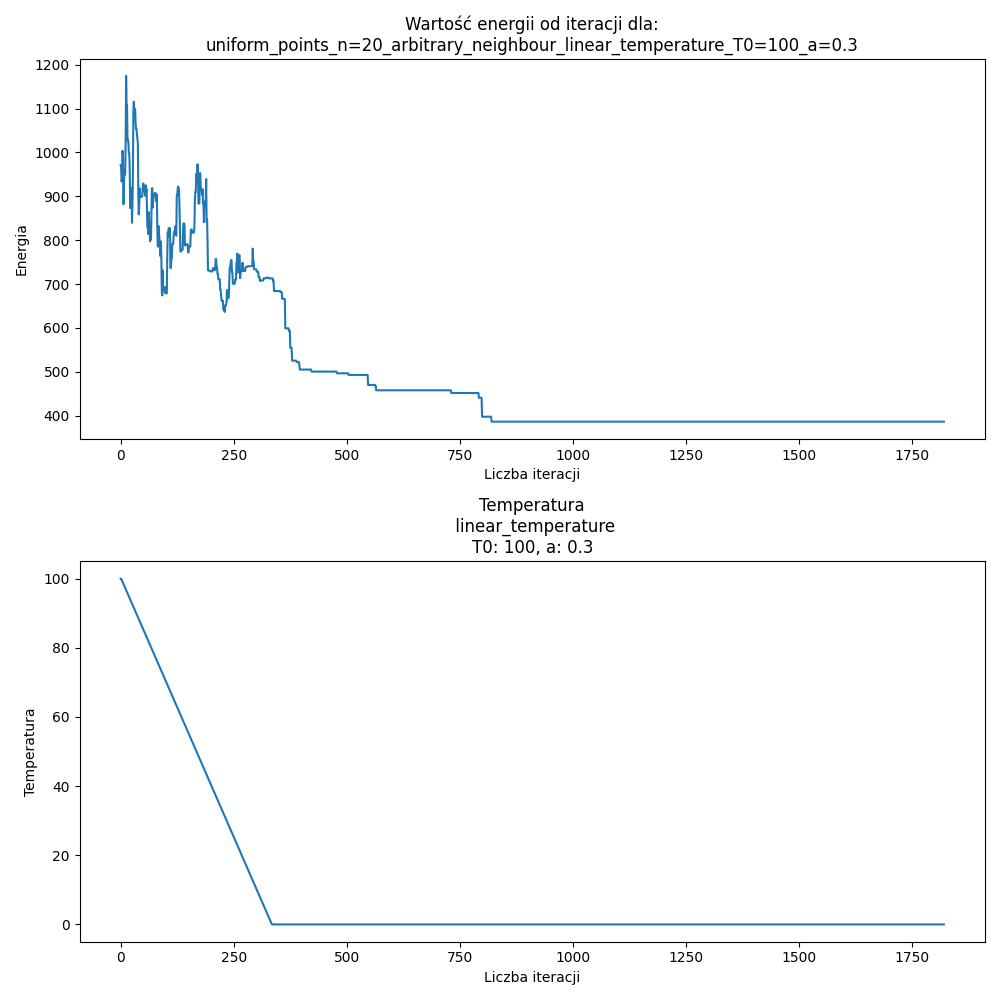 Wartość energii od iteracji dla:
uniform_points_n=20_arbitrary_neighbour_linear_temperature_T0=100_a=0.3
1200
1100
1000
900
800
700
600
500
400
Energia
0 250 500 750 1000 1250 1500 1750
Liczba iteracji
Temperatura
linear_temperature
T0: 100, a: 0.3
100
80
60
40
20
0
Temperatura
0 250 500 750 1000 1250 1500 1750
Liczba iteracji